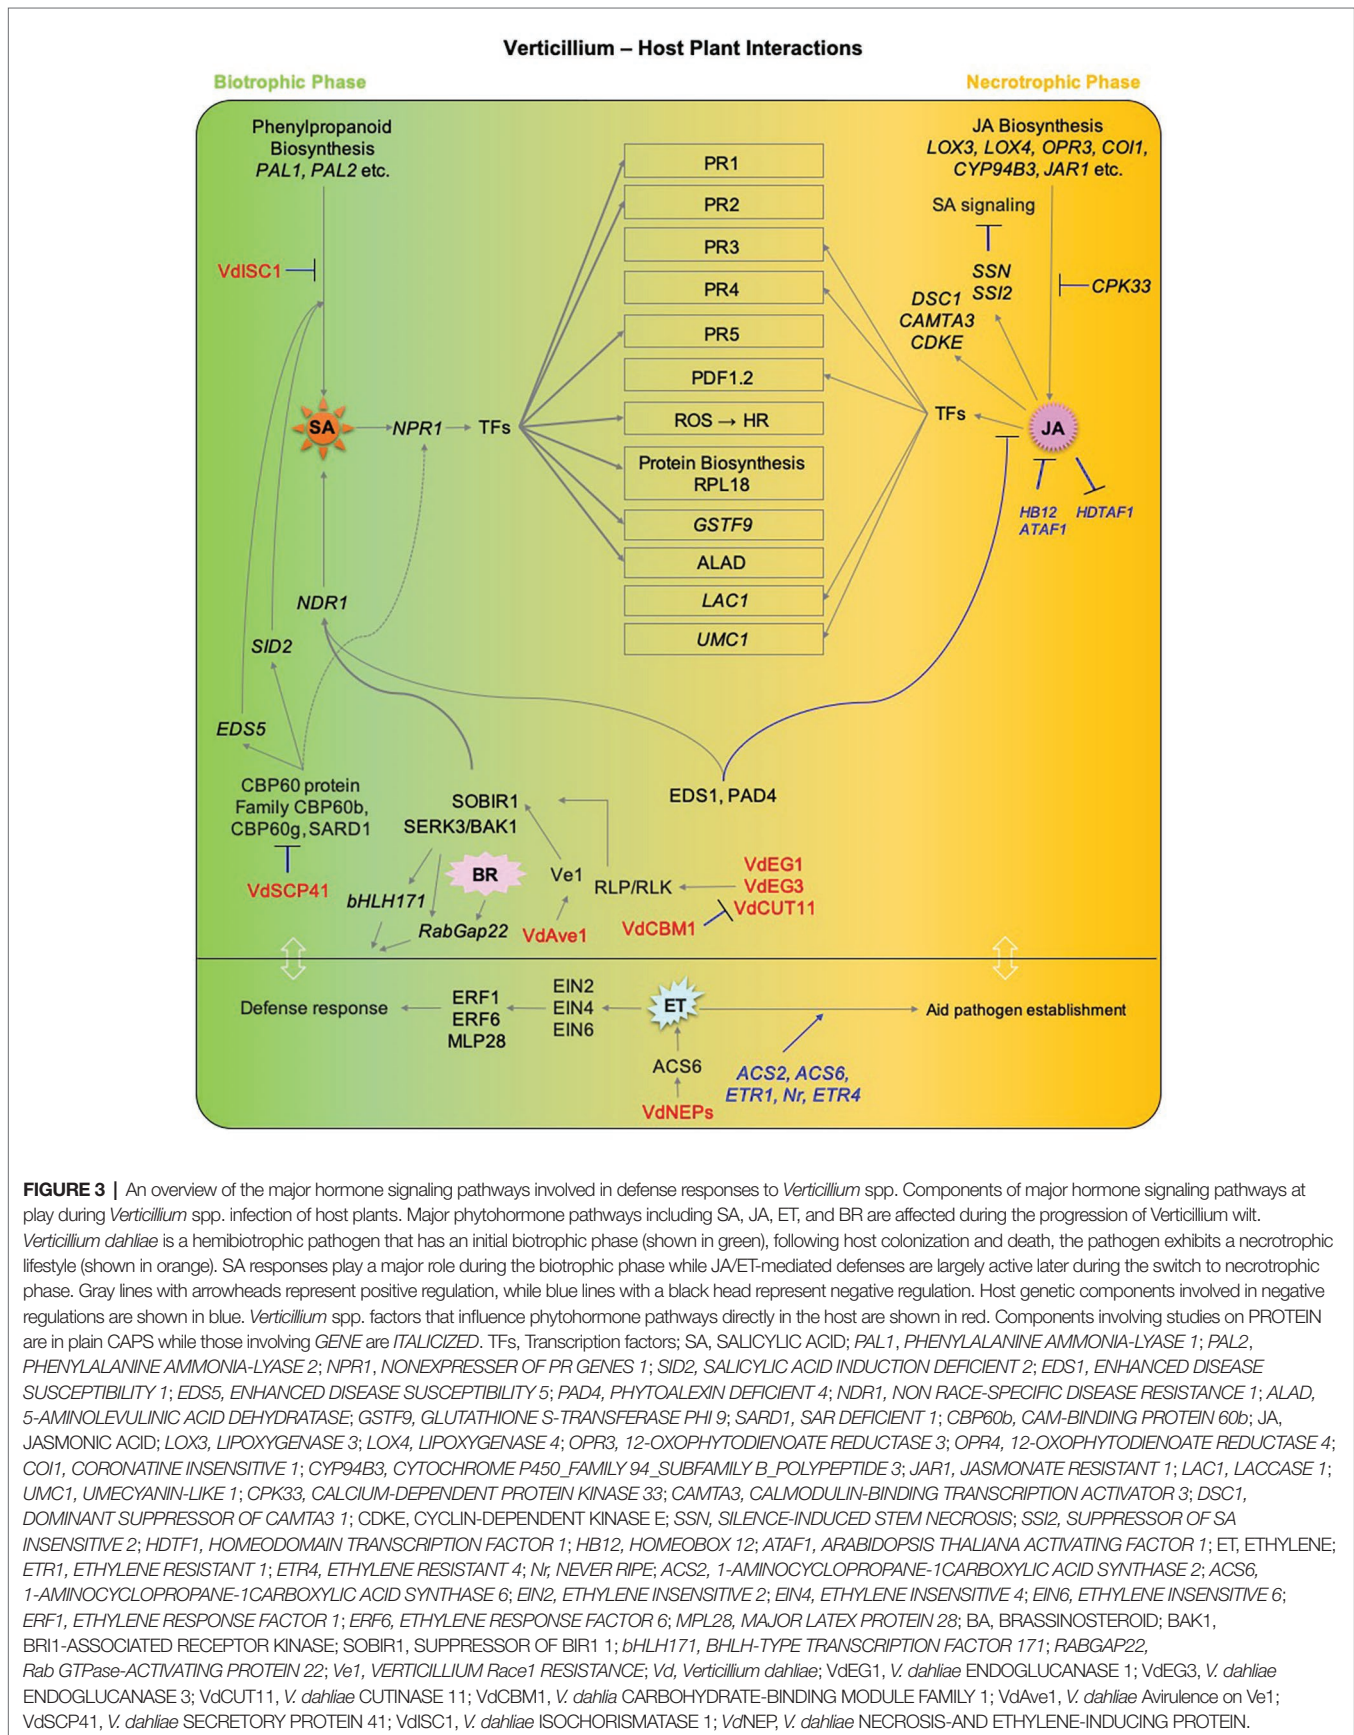 Verticillium – Host Plant Interactions
Biotrophic Phase
Necrotrophic Phase
Phenylpropanoid
Biosynthesis
PAL1, PAL2 etc.
JA Biosynthesis
LOX3, LOX4, OPR3, COI1,
CYP94B3, JAR1 etc.
PR1
PR2
PR3
PR4
PR5
PDF1.2
ROS → HR
Protein Biosynthesis
RPL18
GSTF9
ALAD
LAC1
UMC1
SA signaling
SSN
SSI2
DSC1
CAMTA3
CDKE
CPK33
VdISC1
SA
NPR1
TFs
TFs
JA
HB12
ATAF1
HDTAF1
NDR1
SID2
EDS5
CBP60 protein
Family CBP60b,
CBP60g, SARD1
VdSCP41
SOBIR1
SERK3/BAK1
EDS1, PAD4
BR
Ve1
RLP/RLK
VdEG1
VdEG3
VdCUT11
VdCBM1
bHLH171
RabGap22
VdAve1
Defense response
ERF1
ERF6
MLP28
EIN2
EIN4
EIN6
ET
Aid pathogen establishment
ACS6
VdNEPs
ACS2, ACS6,
ETR1, Nr, ETR4
FIGURE 3 | An overview of the major hormone signaling pathways involved in defense responses to Verticillium spp. Components of major hormone signaling pathways at
play during Verticillium spp. infection of host plants. Major phytohormone pathways including SA, JA, ET, and BR are affected during the progression of Verticillium wilt.
Verticillium dahliae is a hemibiotrophic pathogen that has an initial biotrophic phase (shown in green), following host colonization and death, the pathogen exhibits a necrotrophic
lifestyle (shown in orange). SA responses play a major role during the biotrophic phase while JA/ET-mediated defenses are largely active later during the switch to necrotrophic
phase. Gray lines with arrowheads represent positive regulation, while blue lines with a black head represent negative regulation. Host genetic components involved in negative
regulations are shown in blue. Verticillium spp. factors that influence phytohormone pathways directly in the host are shown in red. Components involving studies on PROTEIN
are in plain CAPS while those involving GENE are ITALICIZED. TFs, Transcription factors; SA, SALICYLIC ACID; PAL1, PHENYLALANINE AMMONIA-LYASE 1; PAL2,
PHENYLALANINE AMMONIA-LYASE 2; NPR1, NONEXPRESSER OF PR GENES 1; SID2, SALICYLIC ACID INDUCTION DEFICIENT 2; EDS1, ENHANCED DISEASE
SUSCEPTIBILITY 1; EDS5, ENHANCED DISEASE SUSCEPTIBILITY 5; PAD4, PHYTOALEXIN DEFICIENT 4; NDR1, NON RACE-SPECIFIC DISEASE RESISTANCE 1; ALAD,
5-AMINOLEVULINIC ACID DEHYDRATASE; GSTF9, GLUTATHIONE S-TRANSFERASE PHI 9; SARD1, SAR DEFICIENT 1; CBP60b, CAM-BINDING PROTEIN 60b; JA,
JASMONIC ACID; LOX3, LIPOXYGENASE 3; LOX4, LIPOXYGENASE 4; OPR3, 12-OXOPHYTODIENOATE REDUCTASE 3; OPR4, 12-OXOPHYTODIENOATE REDUCTASE 4;
COI1, CORONATINE INSENSITIVE 1; CYP94B3, CYTOCHROME P450_FAMILY 94_SUBFAMILY B_POLYPEPTIDE 3; JAR1, JASMONATE RESISTANT 1; LAC1, LACCASE 1;
UMC1, UMECYANIN-LIKE 1; CPK33, CALCIUM-DEPENDENT PROTEIN KINASE 33; CAMTA3, CALMODULIN-BINDING TRANSCRIPTION ACTIVATOR 3; DSC1,
DOMINANT SUPPRESSOR OF CAMTA3 1; CDKE, CYCLIN-DEPENDENT KINASE E; SSN, SILENCE-INDUCED STEM NECROSIS; SSI2, SUPPRESSOR OF SA
INSENSITIVE 2; HDTF1, HOMEODOMAIN TRANSCRIPTION FACTOR 1; HB12, HOMEOBOX 12; ATAF1, ARABIDOPSIS THALIANA ACTIVATING FACTOR 1; ET, ETHYLENE;
ETR1, ETHYLENE RESISTANT 1; ETR4, ETHYLENE RESISTANT 4; Nr, NEVER RIPE; ACS2, 1-AMINOCYCLOPROPANE-1CARBOXYLIC ACID SYNTHASE 2; ACS6,
1-AMINOCYCLOPROPANE-1CARBOXYLIC ACID SYNTHASE 6; EIN2, ETHYLENE INSENSITIVE 2; EIN4, ETHYLENE INSENSITIVE 4; EIN6, ETHYLENE INSENSITIVE 6;
ERF1, ETHYLENE RESPONSE FACTOR 1; ERF6, ETHYLENE RESPONSE FACTOR 6; MPL28, MAJOR LATEX PROTEIN 28; BA, BRASSINOSTEROID; BAK1,
BRI1-ASSOCIATED RECEPTOR KINASE; SOBIR1, SUPPRESSOR OF BIR1 1; bHLH171, BHLH-TYPE TRANSCRIPTION FACTOR 171; RABGAP22,
Rab GTPase-ACTIVATING PROTEIN 22; Ve1, VERTICILLIUM Race1 RESISTANCE; Vd, Verticillium dahliae; VdEG1, V. dahliae ENDOGLUCANASE 1; VdEG3, V. dahliae
ENDOGLUCANASE 3; VdCUT11, V. dahliae CUTINASE 11; VdCBM1, V. dahlia CARBOHYDRATE-BINDING MODULE FAMILY 1; VdAve1, V. dahliae Avirulence on Ve1;
VdSCP41, V. dahliae SECRETORY PROTEIN 41; VdISC1, V. dahliae ISOCHORISMATASE 1; VdNEP, V. dahliae NECROSIS-AND ETHYLENE-INDUCING PROTEIN.